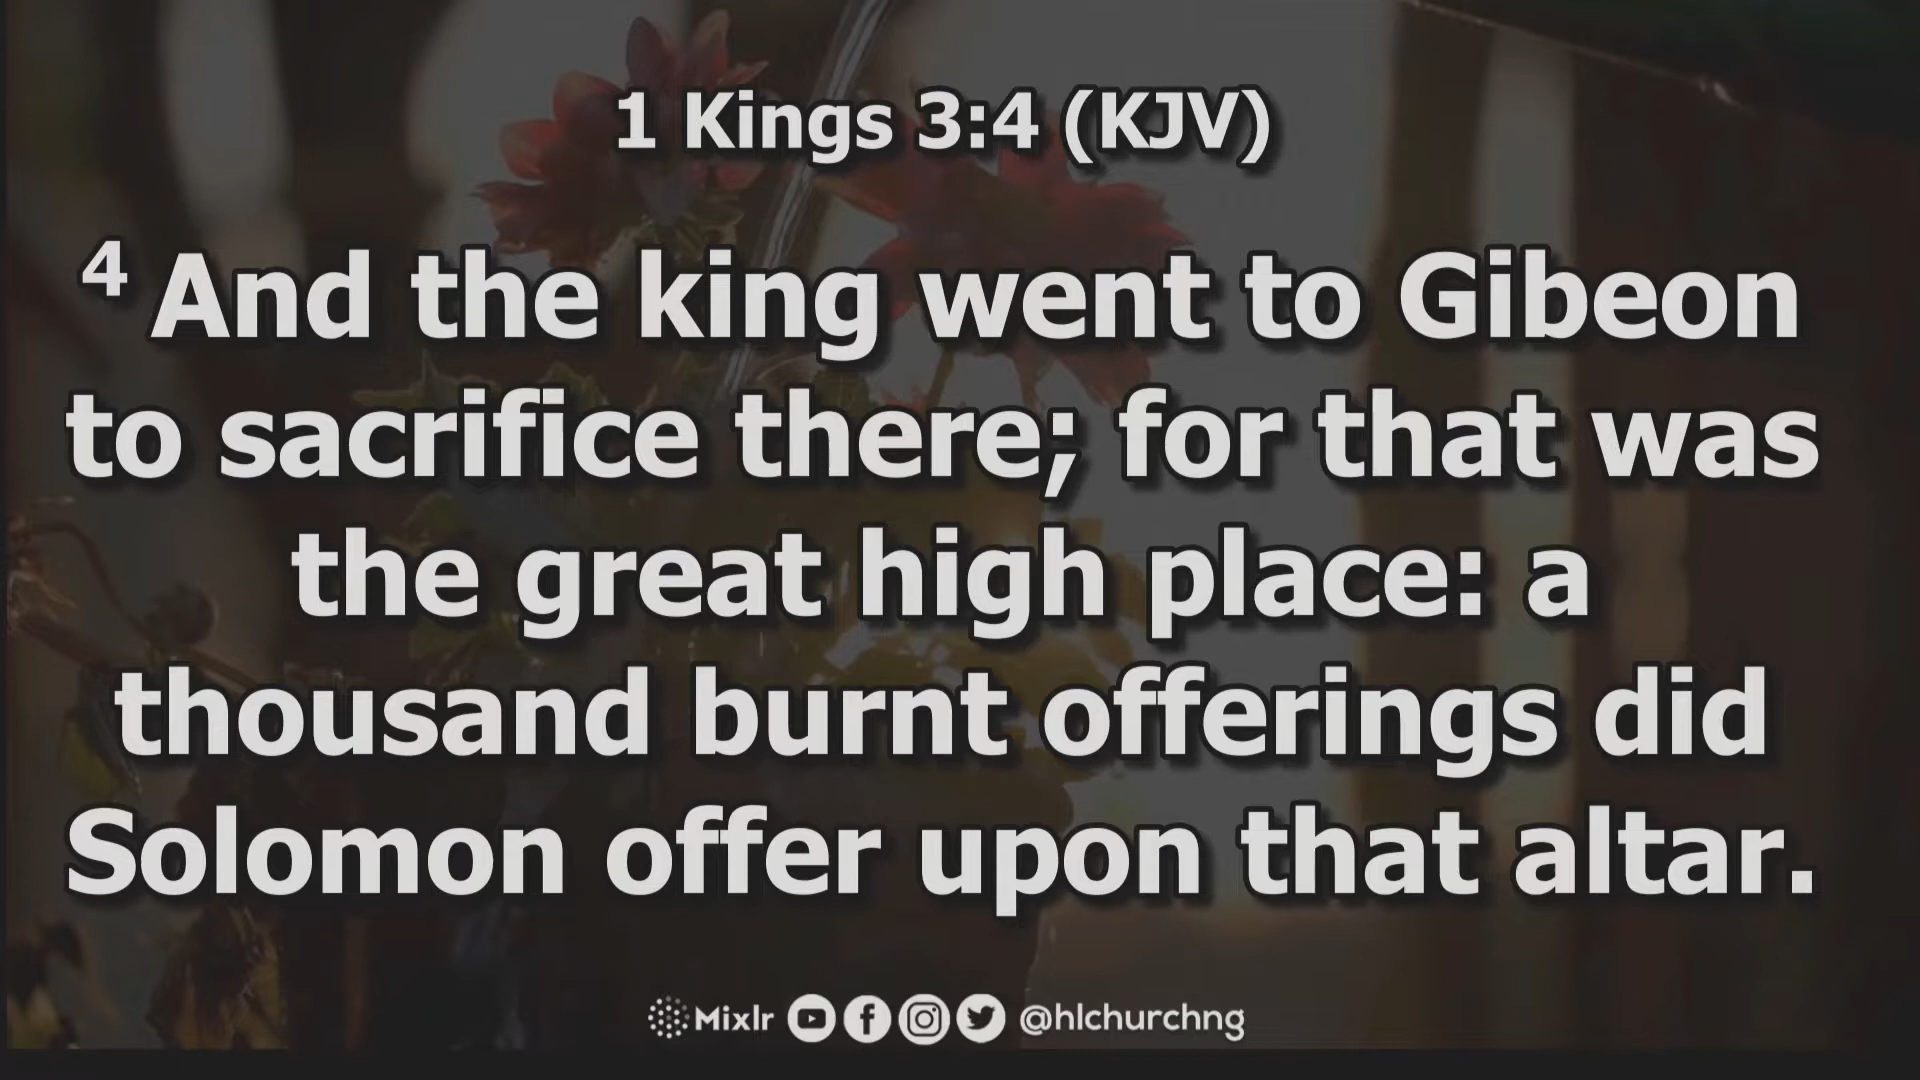 1 Kings 3:4 (KJV)
4 And the king went to Gibeon
to sacrifice there; for that was
the great high place: a
thousand burnt offerings did
Solomon offer upon that altar.
Mixlr @hlchurchng